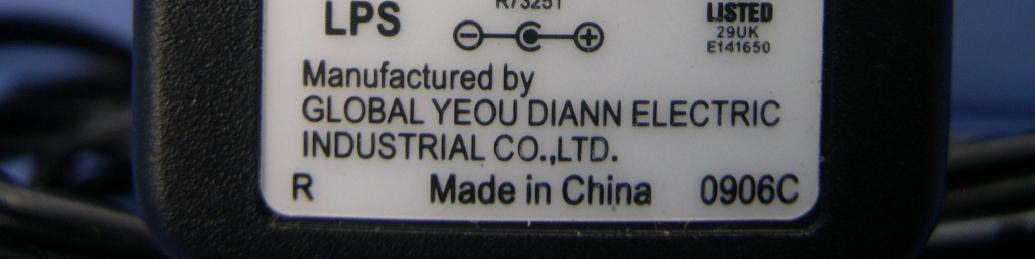 R73251
LPS
LISTED
29UK
E141650
Manufactured by
GLOBAL YEOU DIANN ELECTRIC
INDUSTRIAL CO.,LTD.
R Made in China 0906C